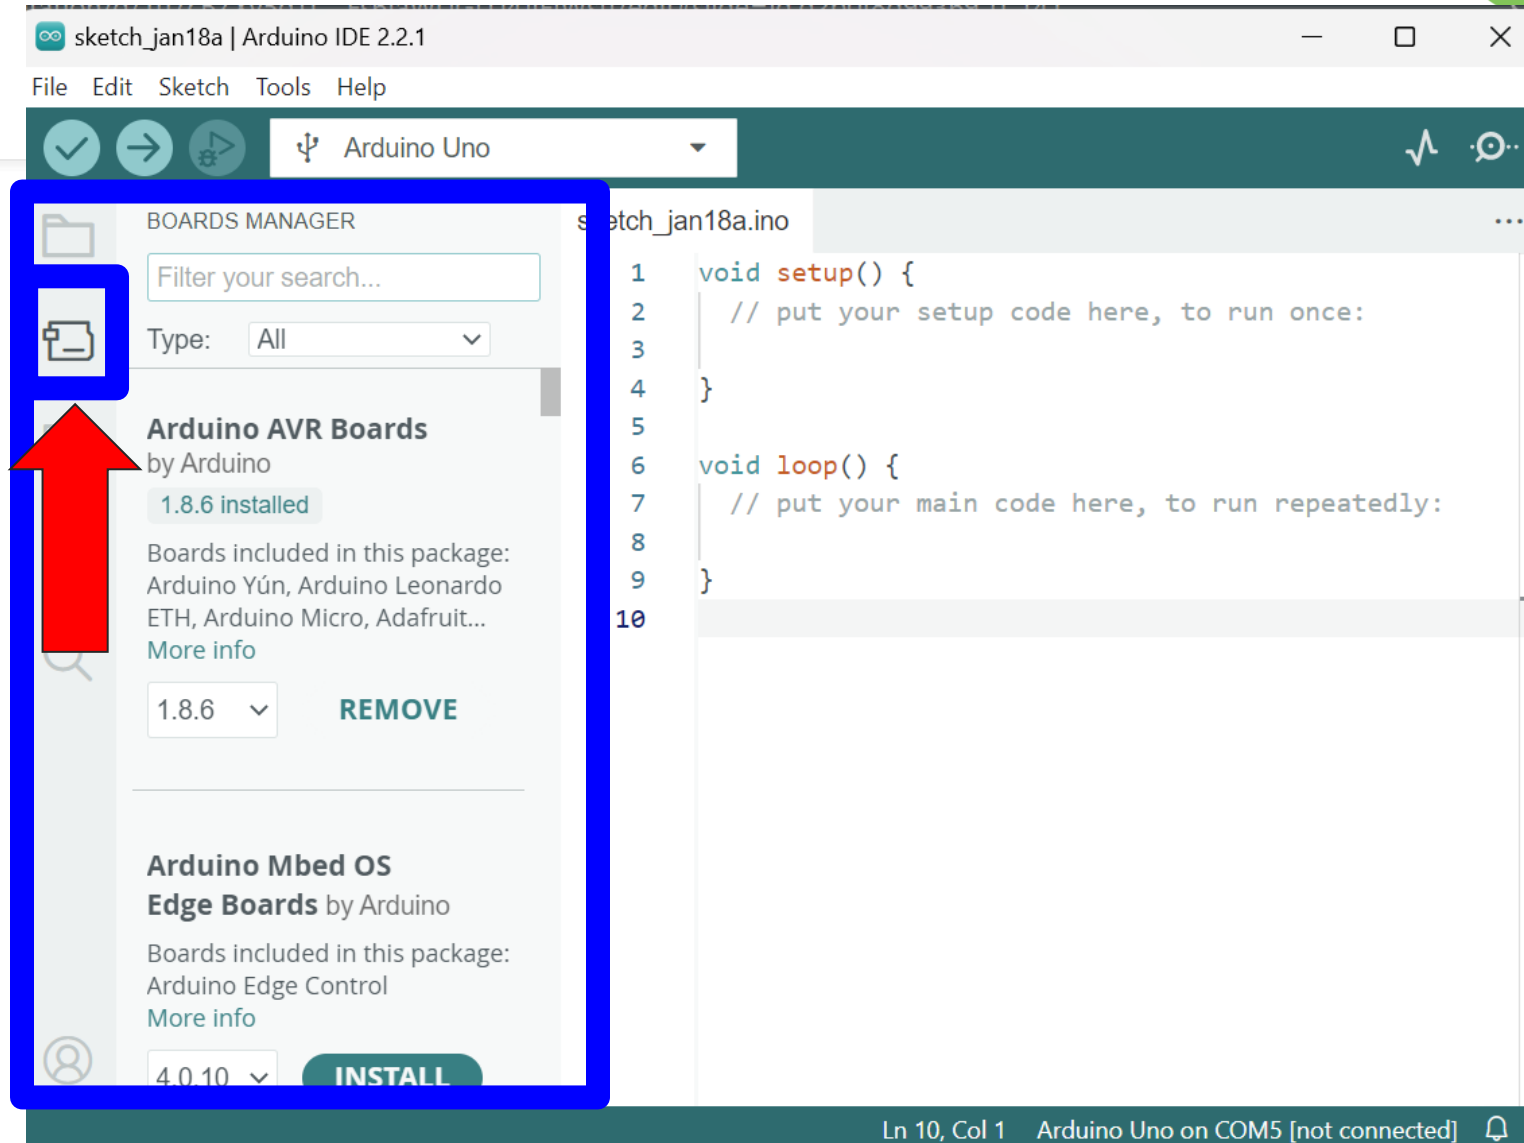 sketch_jan18a | Arduino IDE 2.2.1
File Edit Sketch Tools Help
Arduino Uno
BOARDS MANAGER
Filter your search...
Type: All
Arduino AVR Boards
by Arduino
1.8.6 installed
Boards included in this package:
Arduino Yún, Arduino Leonardo
ETH, Arduino Micro, Adafruit...
More info
1.8.6 REMOVE
Arduino Mbed OS
Edge Boards by Arduino
Boards included in this package:
Arduino Edge Control
More info
4.0.10 INSTALL
sketch_jan18a.ino
...
1 void setup() {
2 // put your setup code here, to run once:
3
4 }
5
6 void loop() {
7 // put your main code here, to run repeatedly:
8
9 }
10
Ln 10, Col 1 Arduino Uno on COM5 [not connected]